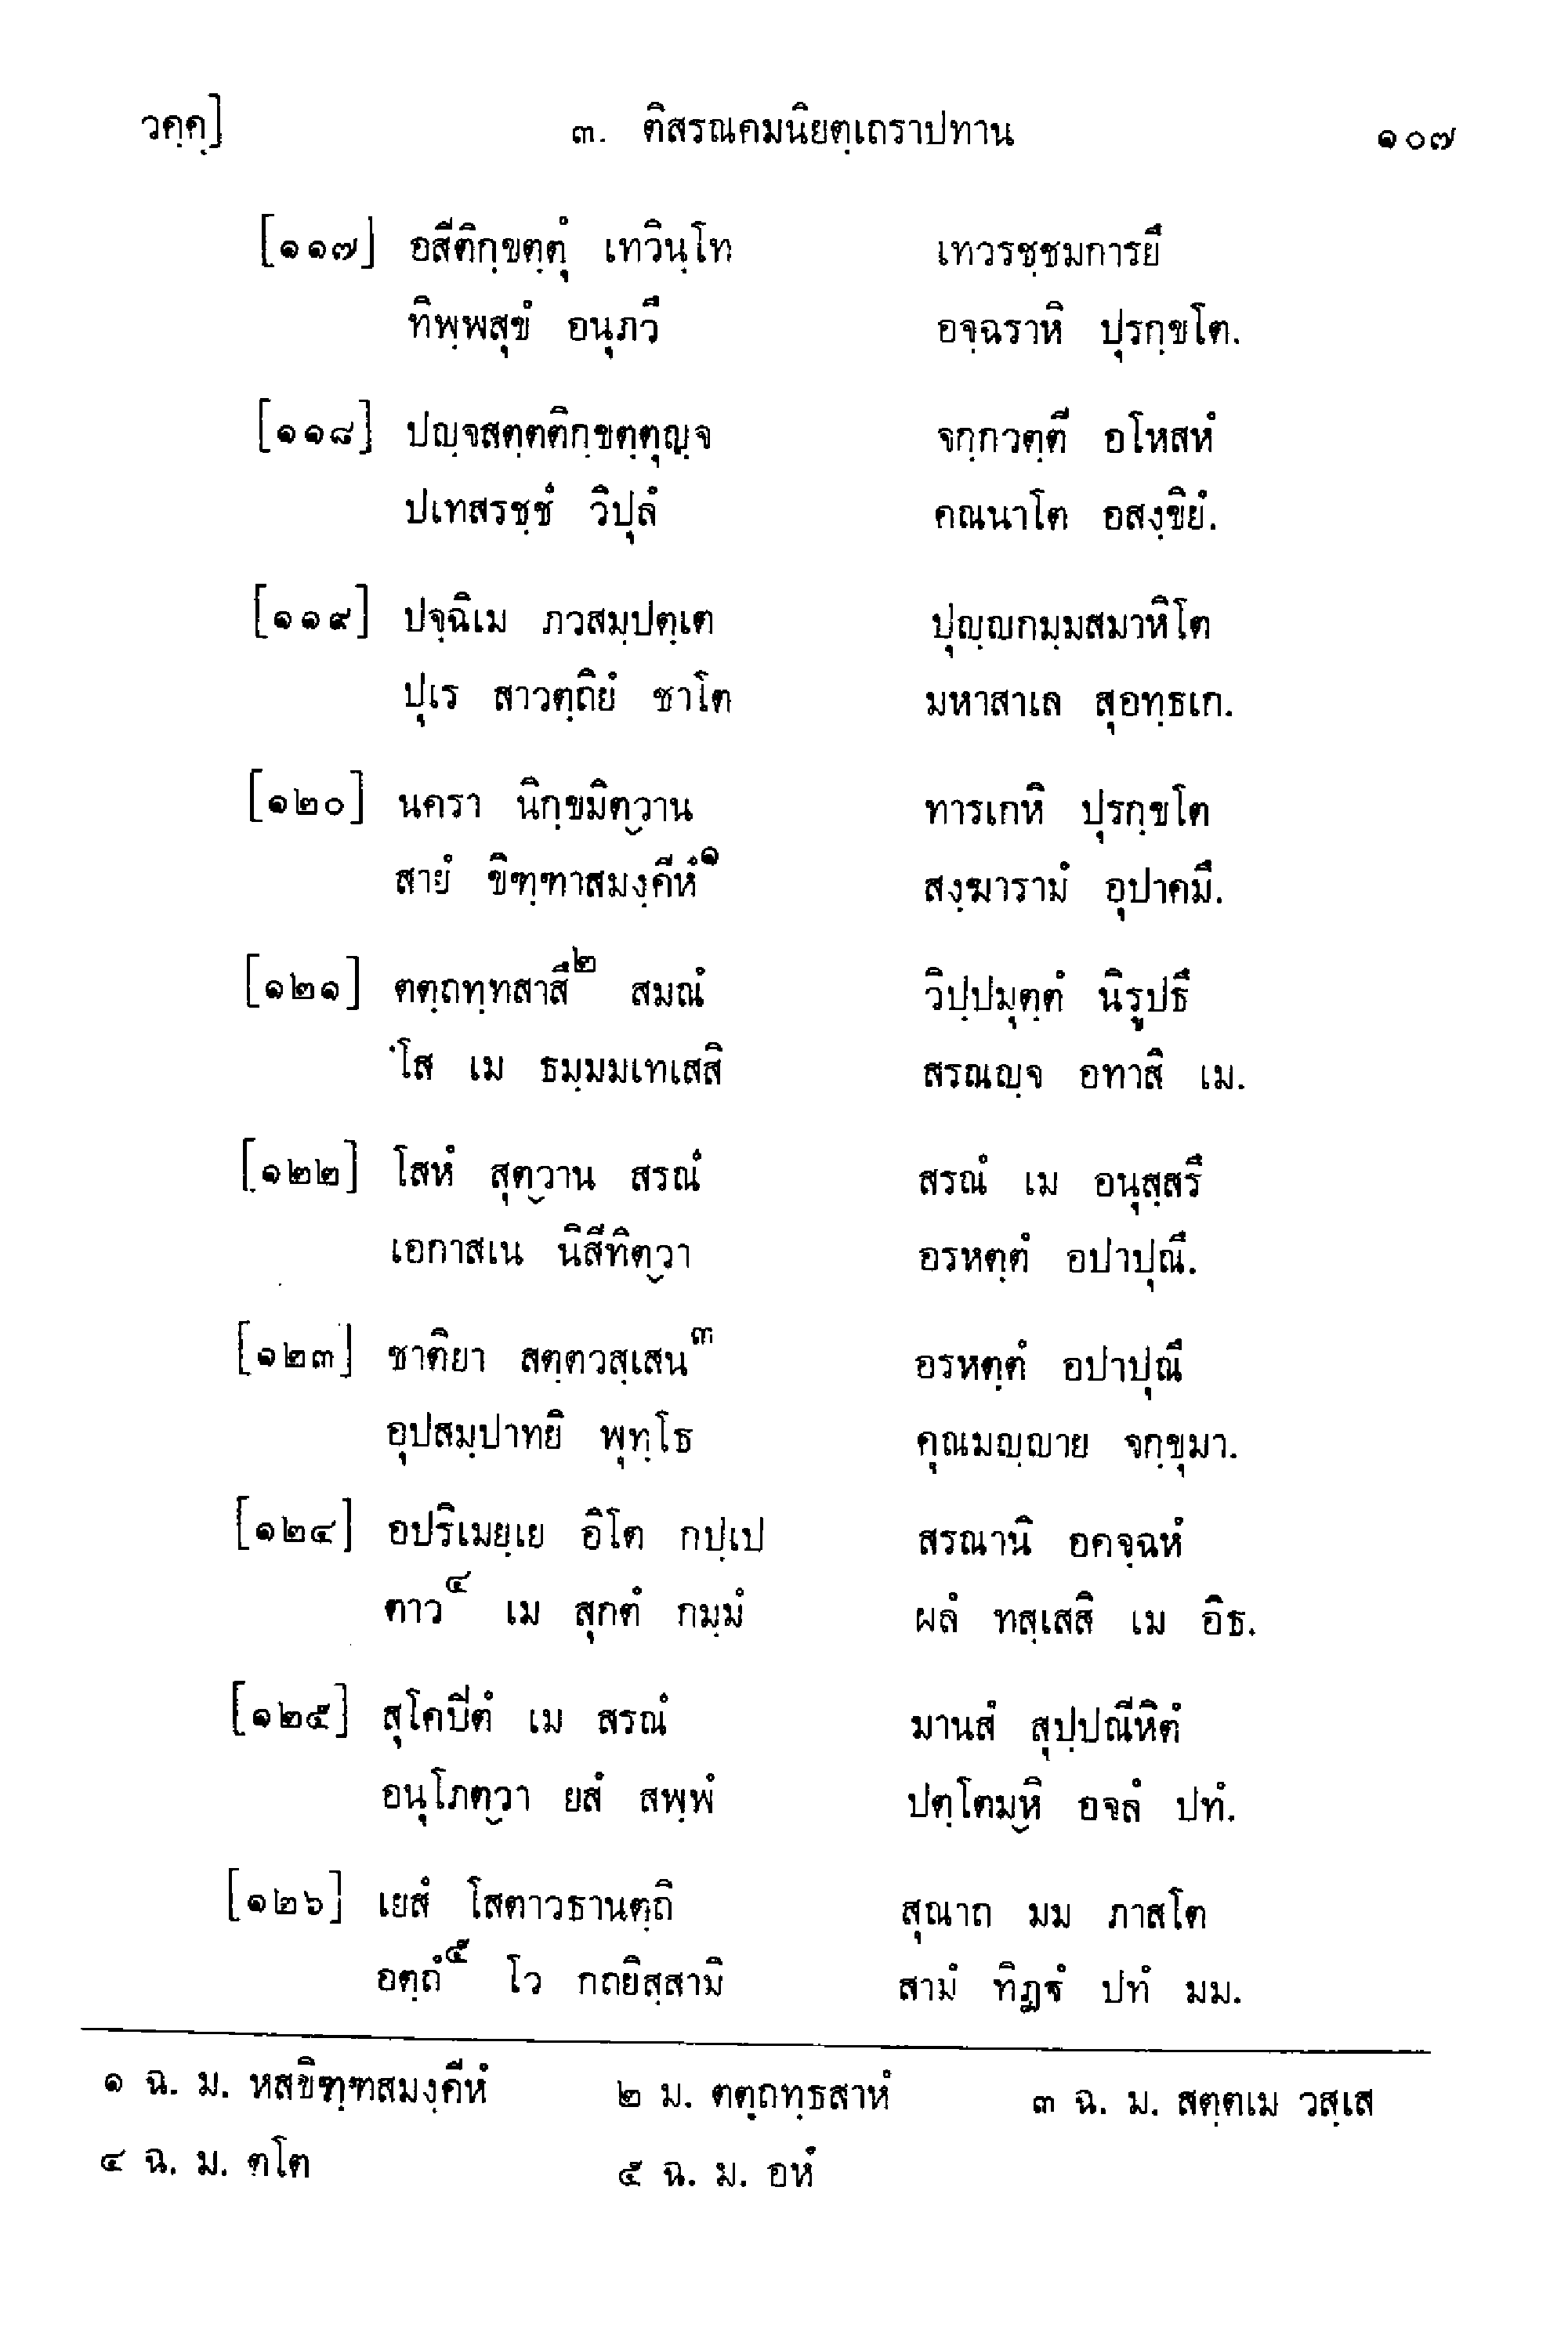 วคฺค] ๓. ติสรณคมนิยตฺเถราปทาน ๑๐๗
[๑๑๗] อสีติกฺขตฺตุํ เทวินฺโท เทวรชฺชมการยึ
ทิพฺพสุขํ อนุภวึ อจฺฉราหิ ปุรกฺขโต.
[๑๑๘] ปญฺจสตฺตติกฺขตฺตุญฺจ จกฺกวตฺตี อโหสหํ
ปเทสรชฺชํ วิปุลํ คณนาโต อสงฺขิยํ.
[๑๑๙] ปจฺฉิเม ภวสมฺปตฺเต ปุญฺญกมฺมสมาหิโต
ปุเร สาวตฺถิยํ ชาโต มหาสาเล สุอทฺธเก.
[๑๒๐] นครา นิกฺขมิตฺวาน ทารเกหิ ปุรกฺขโต
สายํ ขิฑฺฑาสมงฺคีหํ๑ สงฺฆารามํ อุปาคมึ.
[๑๒๑] ตตฺถทฺทสาสึ๒ สมณํ วิปฺปมุตฺตํ นิรูปธึ
โส เม ธมฺมมเทเสสิ สรณญฺจ อทาสิ เม.
[๑๒๒] โสหํ สุตฺวาน สรณํ สรณํ เม อนุสฺสรึ
เอกาสเน นิสีทิตฺวา อรหตฺตํ อปาปุณึ.
[๑๒๓] ชาติยา สตฺตวสฺเสน๓ อรหตฺตํ อปาปุณึ
อุปสมฺปาทยิ พุทฺโธ คุณมญฺญาย จกฺขุมา.
[๑๒๔] อปริเมยฺเย อิโต กปฺเป สรณานิ อคจฺฉหํ
ตาว๔ เม สุกตํ กมฺมํ ผลํ ทสฺเสสิ เม อิธ.
[๑๒๕] สุโคปิตํ เม สรณํ มานสํ สุปฺปณีหิตํ
อนุโภตฺวา ยสํ สพฺพํ ปตฺโตมฺหิ อจลํ ปทํ.
[๑๒๖] เยสํ โสตาวธานตฺถิ สุณาถ มม ภาสโต
อตฺถํ๕ โว กถยิสฺสามิ สามํ ทิฏฺฐํ ปทํ มม.
๑ ฉ. ม. หสขิฑฺฑสมงฺคีหํ ๒ ม. ตตฺถทฺธสาหํ ๓ ฉ. ม. สตฺตเม วสฺเส
๔ ฉ. ม. ตโต ๕ ฉ. ม. อหํ